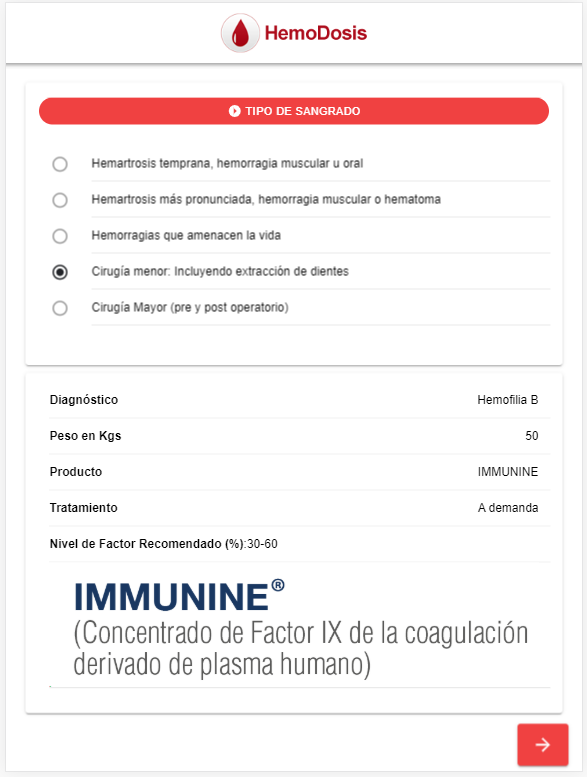 HemoDosis
TIPO DE SANGRADO
Hemartrosis temprana, hemorragia muscular u oral
Hemartrosis más pronunciada, hemorragia muscular o hematoma
Hemorragias que amenacen la vida
Cirugía menor: Incluyendo extracción de dientes
Cirugía Mayor (pre y post operatorio)
Diagnóstico Hemofilia B
Peso en Kgs 50
Producto IMMUNINE
Tratamiento A demanda
Nivel de Factor Recomendado (%):30-60
IMMUNINE®
(Concentrado de Factor IX de la coagulación
derivado de plasma humano)